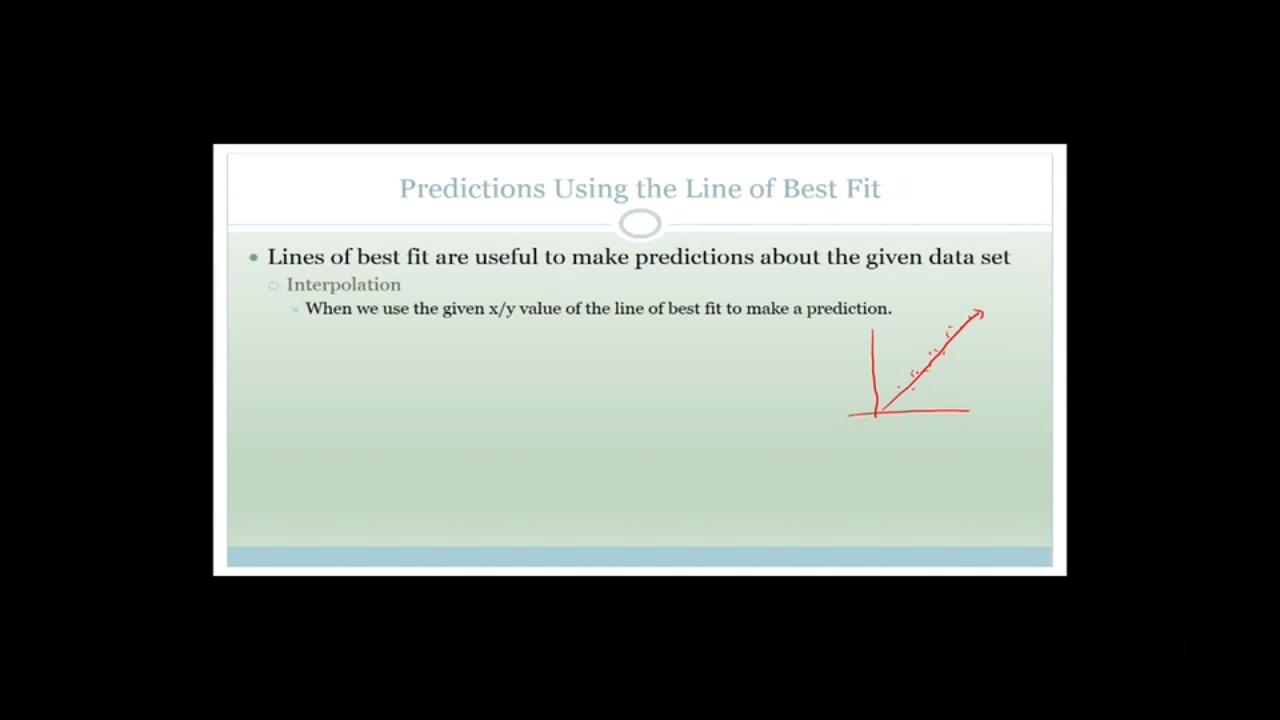 Predictions Using the Line of Best Fit
Lines of best fit are useful to make predictions about the given data set
Interpolation
When we use the given x/y value of the line of best fit to make a prediction.